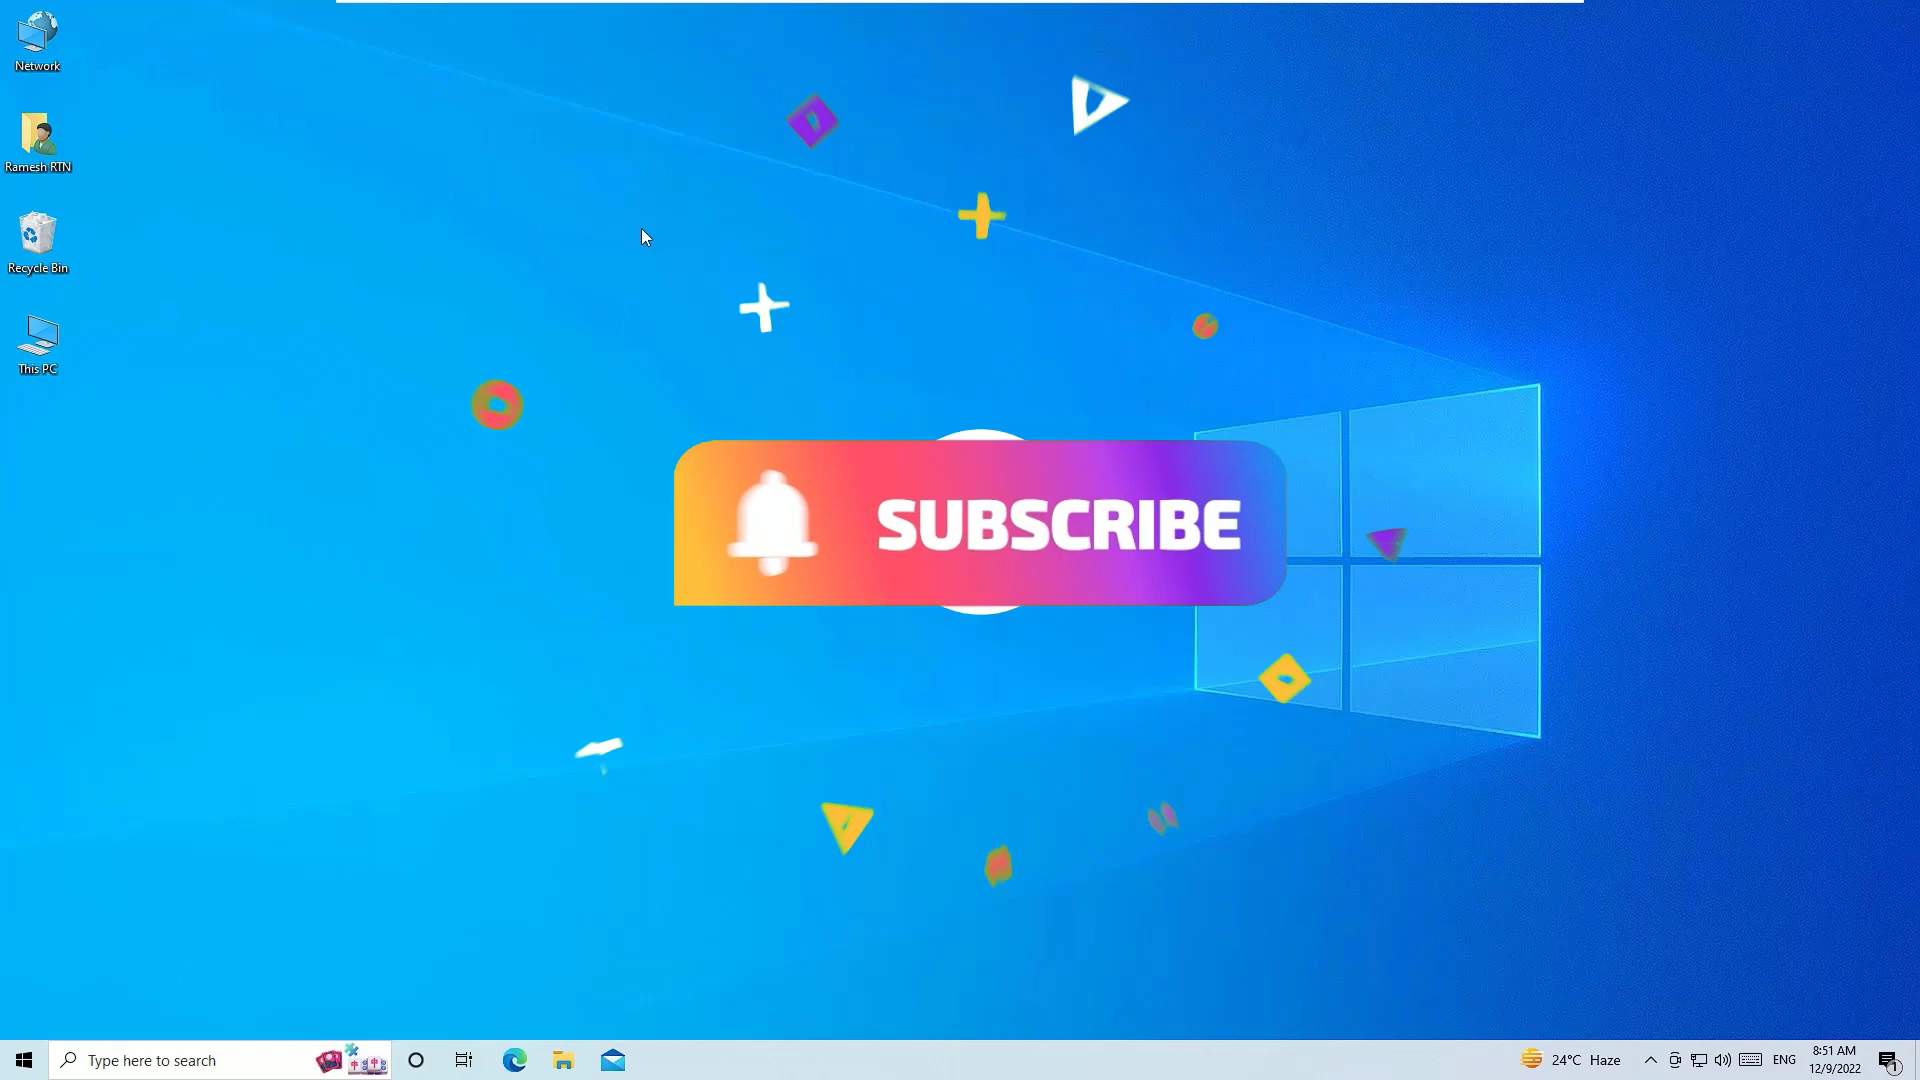 Network
Ramesh RTN
Recycle Bin
This PC
SUBSCRIBE
Type here to search
24°C Haze
ENG
8:51 AM
12/9/2022
1